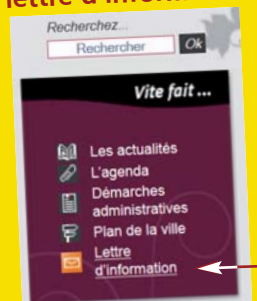 lettre d'inform
Recherchez...
Rechercher Ok
Vite fait ...
Les actualités
L'agenda
Démarches
administratives
Plan de la ville
Lettre
d'information